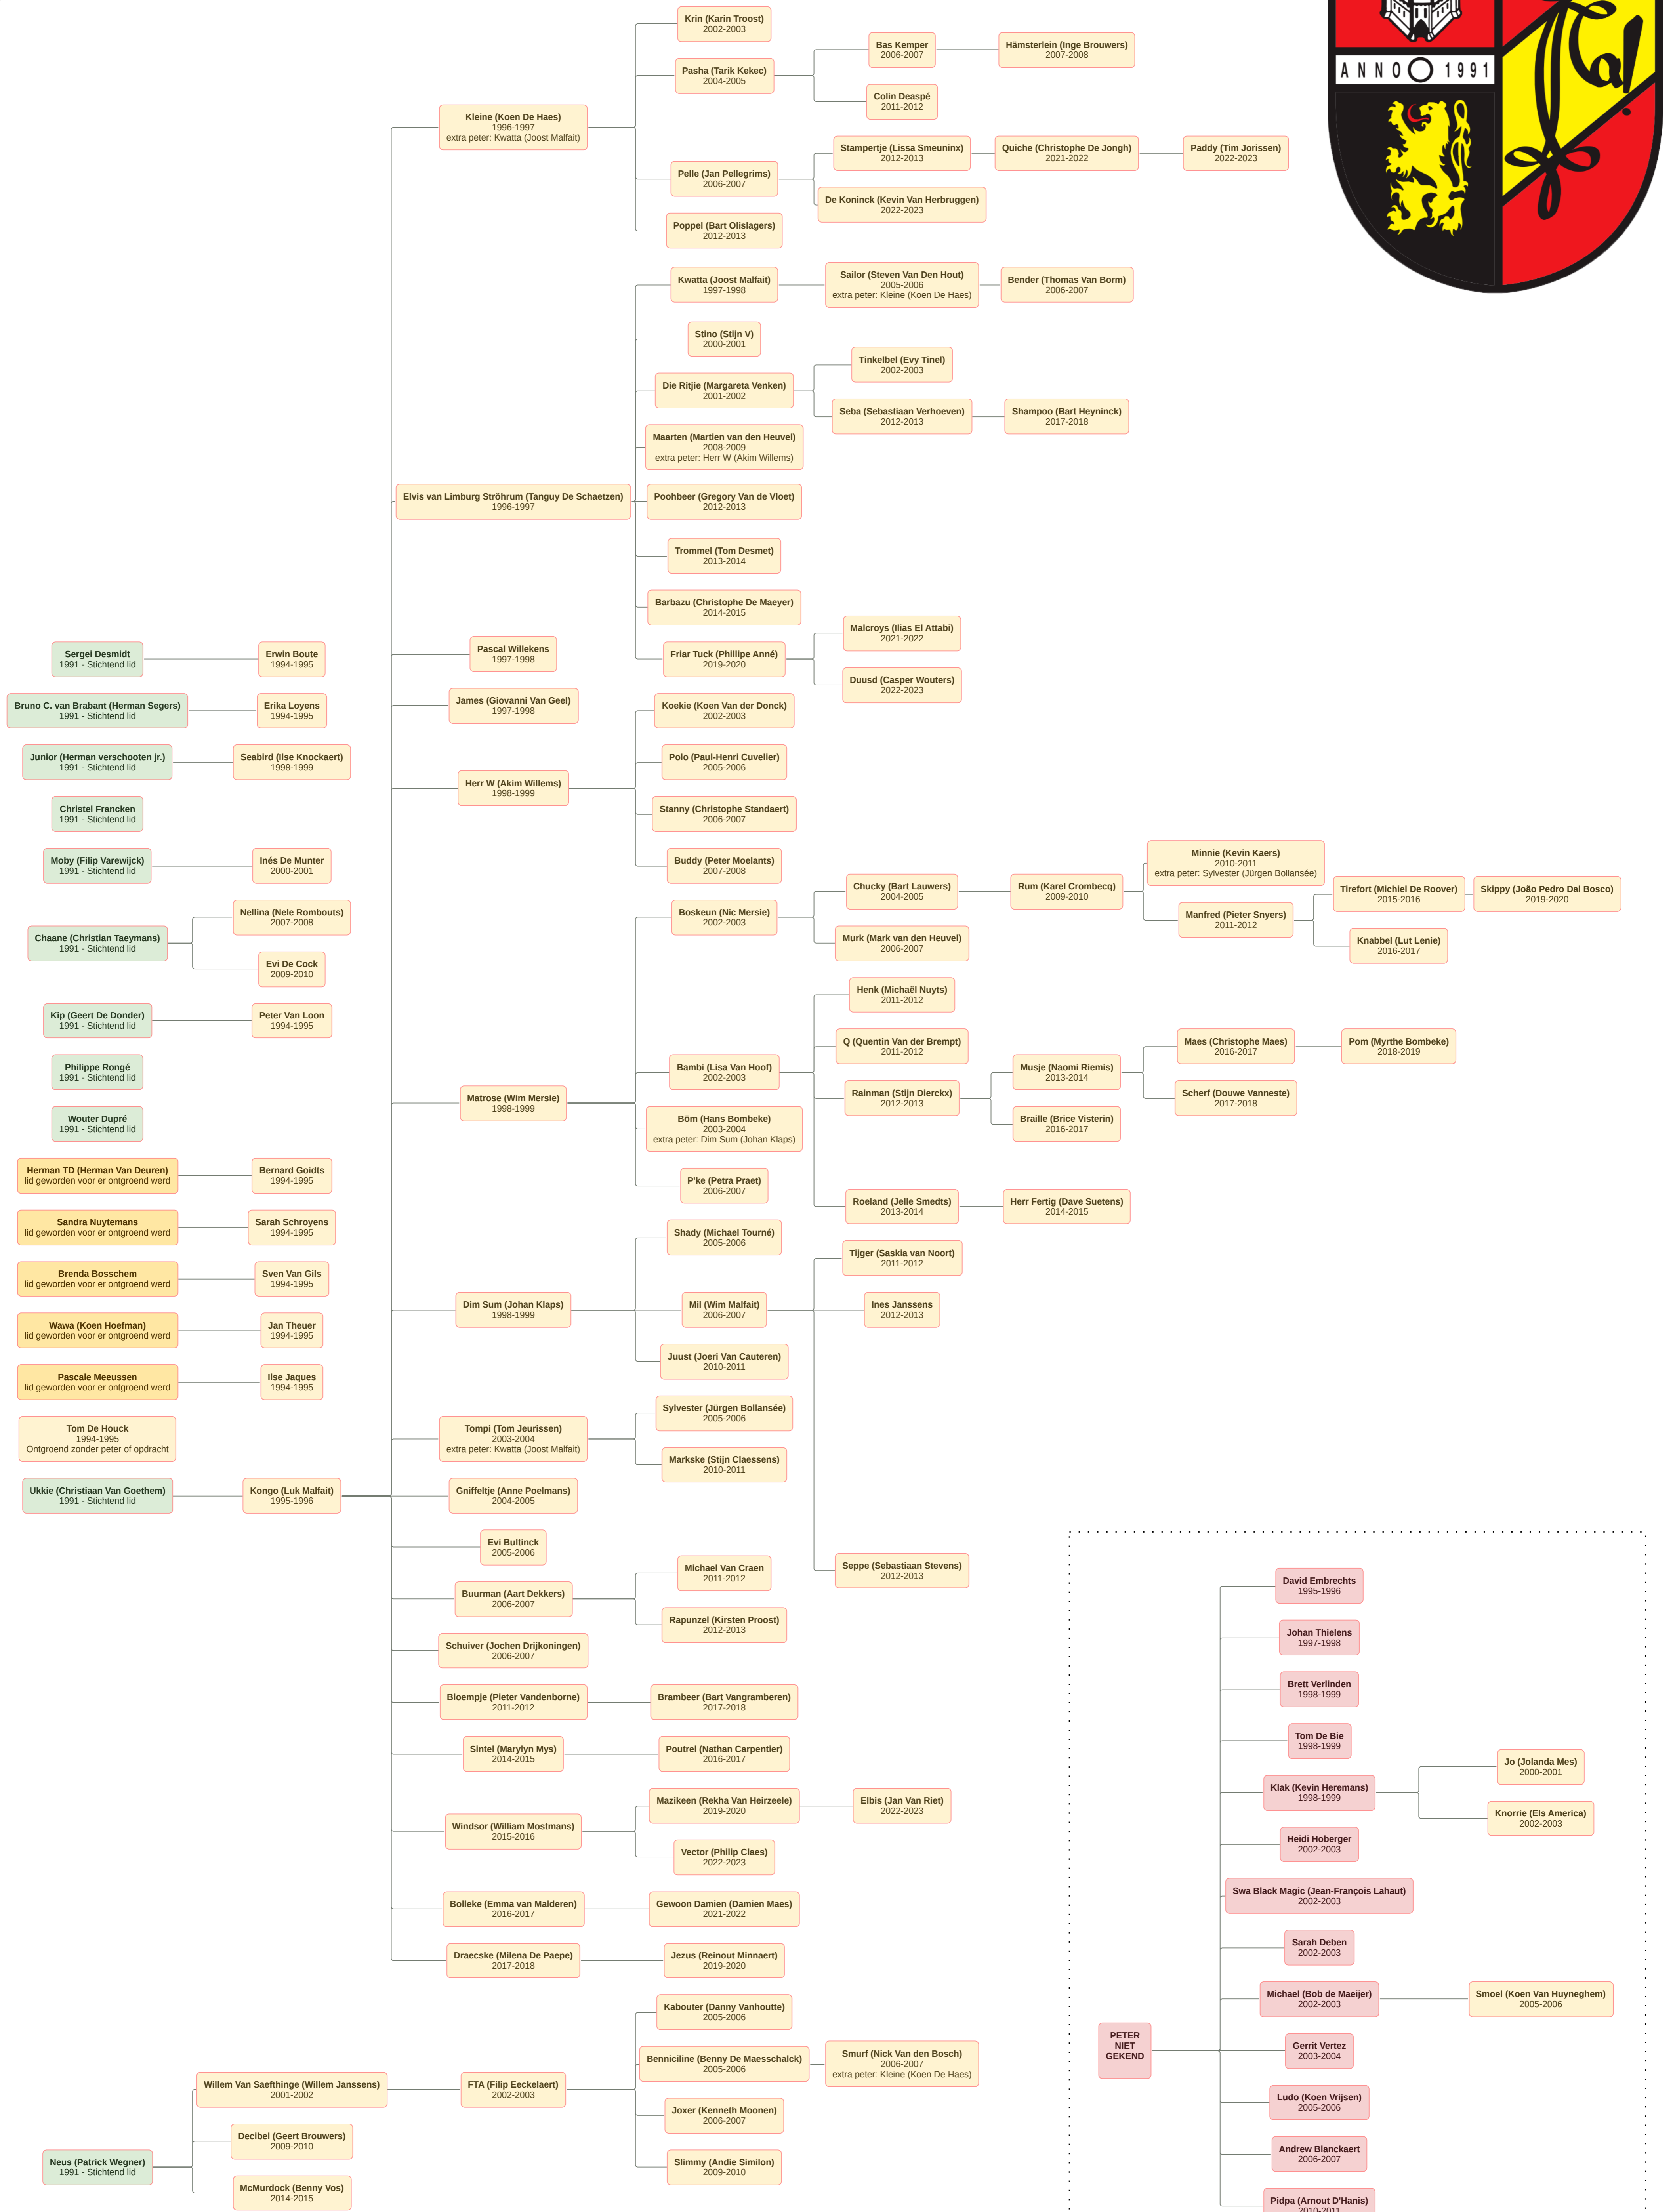 ANNO 1991
Tal
Krin (Karin Troost)
2002-2003
Pasha (Tarik Kekec)
2004-2005
Bas Kemper
2006-2007
Hämsterlein (Inge Brouwers)
2007-2008
Colin Deaspé
2011-2012
Kleine (Koen De Haes)
1996-1997
extra peter: Kwatta (Joost Malfait)
Pelle (Jan Pellegrims)
2006-2007
Stampertje (Lissa Smeuninx)
2012-2013
Quiche (Christophe De Jongh)
2021-2022
Paddy (Tim Jorissen)
2022-2023
De Koninck (Kevin Van Herbruggen)
2022-2023
Poppel (Bart Olislagers)
2012-2013
Kwatta (Joost Malfait)
1997-1998
Sailor (Steven Van Den Hout)
2005-2006
extra peter: Kleine (Koen De Haes)
Bender (Thomas Van Borm)
2006-2007
Stino (Stijn V)
2000-2001
Die Ritjie (Margareta Venken)
2001-2002
Tinkelbel (Evy Tinel)
2002-2003
Seba (Sebastiaan Verhoeven)
2012-2013
Shampoo (Bart Heyninck)
2017-2018
Maarten (Martien van den Heuvel)
2008-2009
extra peter: Herr W (Akim Willems)
Elvis van Limburg Ströhrum (Tanguy De Schaetzen)
1996-1997
Poohbeer (Gregory Van de Vloet)
2012-2013
Trommel (Tom Desmet)
2013-2014
Barbazu (Christophe De Maeyer)
2014-2015
Friar Tuck (Phillipe Anné)
2019-2020
Malcroys (Ilias El Attabi)
2021-2022
Duusd (Casper Wouters)
2022-2023
Sergei Desmidt
1991 - Stichtend lid
Erwin Boute
1994-1995
Pascal Willekens
1997-1998
Bruno C. van Brabant (Herman Segers)
1991 - Stichtend lid
Erika Loyens
1994-1995
James (Giovanni Van Geel)
1997-1998
Junior (Herman verschooten jr.)
1991 - Stichtend lid
Seabird (Ilse Knockaert)
1998-1999
Herr W (Akim Willems)
1998-1999
Koekie (Koen Van der Donck)
2002-2003
Polo (Paul-Henri Cuvelier)
2005-2006
Stanny (Christophe Standaert)
2006-2007
Buddy (Peter Moelants)
2007-2008
Christel Francken
1991 - Stichtend lid
Moby (Filip Varewijck)
1991 - Stichtend lid
Inés De Munter
2000-2001
Chaane (Christian Taeymans)
1991 - Stichtend lid
Nellina (Nele Rombouts)
2007-2008
Evi De Cock
2009-2010
Kip (Geert De Donder)
1991 - Stichtend lid
Peter Van Loon
1994-1995
Philippe Rongé
1991 - Stichtend lid
Wouter Dupré
1991 - Stichtend lid
Matrose (Wim Mersie)
1998-1999
Boskeun (Nic Mersie)
2002-2003
Chucky (Bart Lauwers)
2004-2005
Rum (Karel Crombecq)
2009-2010
Minnie (Kevin Kaers)
2010-2011
extra peter: Sylvester (Jürgen Bollansée)
Manfred (Pieter Snyers)
2011-2012
Tirefort (Michiel De Roover)
2015-2016
Skippy (João Pedro Dal Bosco)
2019-2020
Knabbel (Lut Lenie)
2016-2017
Murk (Mark van den Heuvel)
2006-2007
Bambi (Lisa Van Hoof)
2002-2003
Henk (Michaël Nuyts)
2011-2012
Q (Quentin Van der Brempt)
2011-2012
Rainman (Stijn Dierckx)
2012-2013
Musje (Naomi Riemis)
2013-2014
Maes (Christophe Maes)
2016-2017
Pom (Myrthe Bombeke)
2018-2019
Scherf (Douwe Vanneste)
2017-2018
Braille (Brice Visterin)
2016-2017
Roeland (Jelle Smedts)
2013-2014
Herr Fertig (Dave Suetens)
2014-2015
Böm (Hans Bombeke)
2003-2004
extra peter: Dim Sum (Johan Klaps)
P'ke (Petra Praet)
2006-2007
Herman TD (Herman Van Deuren)
lid geworden voor er ontgroend werd
Bernard Goidts
1994-1995
Sandra Nuytemans
lid geworden voor er ontgroend werd
Sarah Schroyens
1994-1995
Brenda Bosschem
lid geworden voor er ontgroend werd
Sven Van Gils
1994-1995
Wawa (Koen Hoefman)
lid geworden voor er ontgroend werd
Jan Theuer
1994-1995
Pascale Meeussen
lid geworden voor er ontgroend werd
Ilse Jaques
1994-1995
Tom De Houck
1994-1995
Ontgroend zonder peter of opdracht
Dim Sum (Johan Klaps)
1998-1999
Shady (Michael Tourné)
2005-2006
Mil (Wim Malfait)
2006-2007
Tijger (Saskia van Noort)
2011-2012
Ines Janssens
2012-2013
Seppe (Sebastiaan Stevens)
2012-2013
Juust (Joeri Van Cauteren)
2010-2011
Tompi (Tom Jeurissen)
2003-2004
extra peter: Kwatta (Joost Malfait)
Sylvester (Jürgen Bollansée)
2005-2006
Markske (Stijn Claessens)
2010-2011
Ukkie (Christiaan Van Goethem)
1991 - Stichtend lid
Kongo (Luk Malfait)
1995-1996
Gniffeltje (Anne Poelmans)
2004-2005
Evi Bultinck
2005-2006
Buurman (Aart Dekkers)
2006-2007
Michael Van Craen
2011-2012
Rapunzel (Kirsten Proost)
2012-2013
Schuiver (Jochen Drijkoningen)
2006-2007
Bloempje (Pieter Vandenborne)
2011-2012
Brambeer (Bart Vangramberen)
2017-2018
Sintel (Marylyn Mys)
2014-2015
Poutrel (Nathan Carpentier)
2016-2017
Windsor (William Mostmans)
2015-2016
Mazikeen (Rekha Van Heirzeele)
2019-2020
Elbis (Jan Van Riet)
2022-2023
Vector (Philip Claes)
2022-2023
Bolleke (Emma van Malderen)
2016-2017
Gewoon Damien (Damien Maes)
2021-2022
Draecske (Milena De Paepe)
2017-2018
Jezus (Reinout Minnaert)
2019-2020
Neus (Patrick Wegner)
1991 - Stichtend lid
Willem Van Saefthinge (Willem Janssens)
2001-2002
FTA (Filip Eeckelaert)
2002-2003
Kabouter (Danny Vanhoutte)
2005-2006
Benniciline (Benny De Maesschalck)
2005-2006
Smurf (Nick Van den Bosch)
2006-2007
extra peter: Kleine (Koen De Haes)
Joxer (Kenneth Moonen)
2006-2007
Slimmy (Andie Similon)
2009-2010
Decibel (Geert Brouwers)
2009-2010
McMurdock (Benny Vos)
2014-2015
PETER
NIET
GEKEND
David Embrechts
1995-1996
Johan Thielens
1997-1998
Brett Verlinden
1998-1999
Tom De Bie
1998-1999
Klak (Kevin Heremans)
1998-1999
Jo (Jolanda Mes)
2000-2001
Knorrie (Els America)
2002-2003
Heidi Hoberger
2002-2003
Swa Black Magic (Jean-François Lahaut)
2002-2003
Sarah Deben
2002-2003
Michael (Bob de Maeijer)
2002-2003
Smoel (Koen Van Huyneghem)
2005-2006
Gerrit Vertez
2003-2004
Ludo (Koen Vrijsen)
2005-2006
Andrew Blanckaert
2006-2007
Pidpa (Arnout D'Hanis)
2010-2011